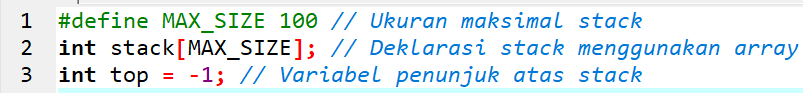 1 #define MAX_SIZE 100 // Ukuran maksimal stack
2 int stack[MAX_SIZE]; // Deklarasi stack menggunakan array
3 int top = -1; // Variabel penunjuk atas stack